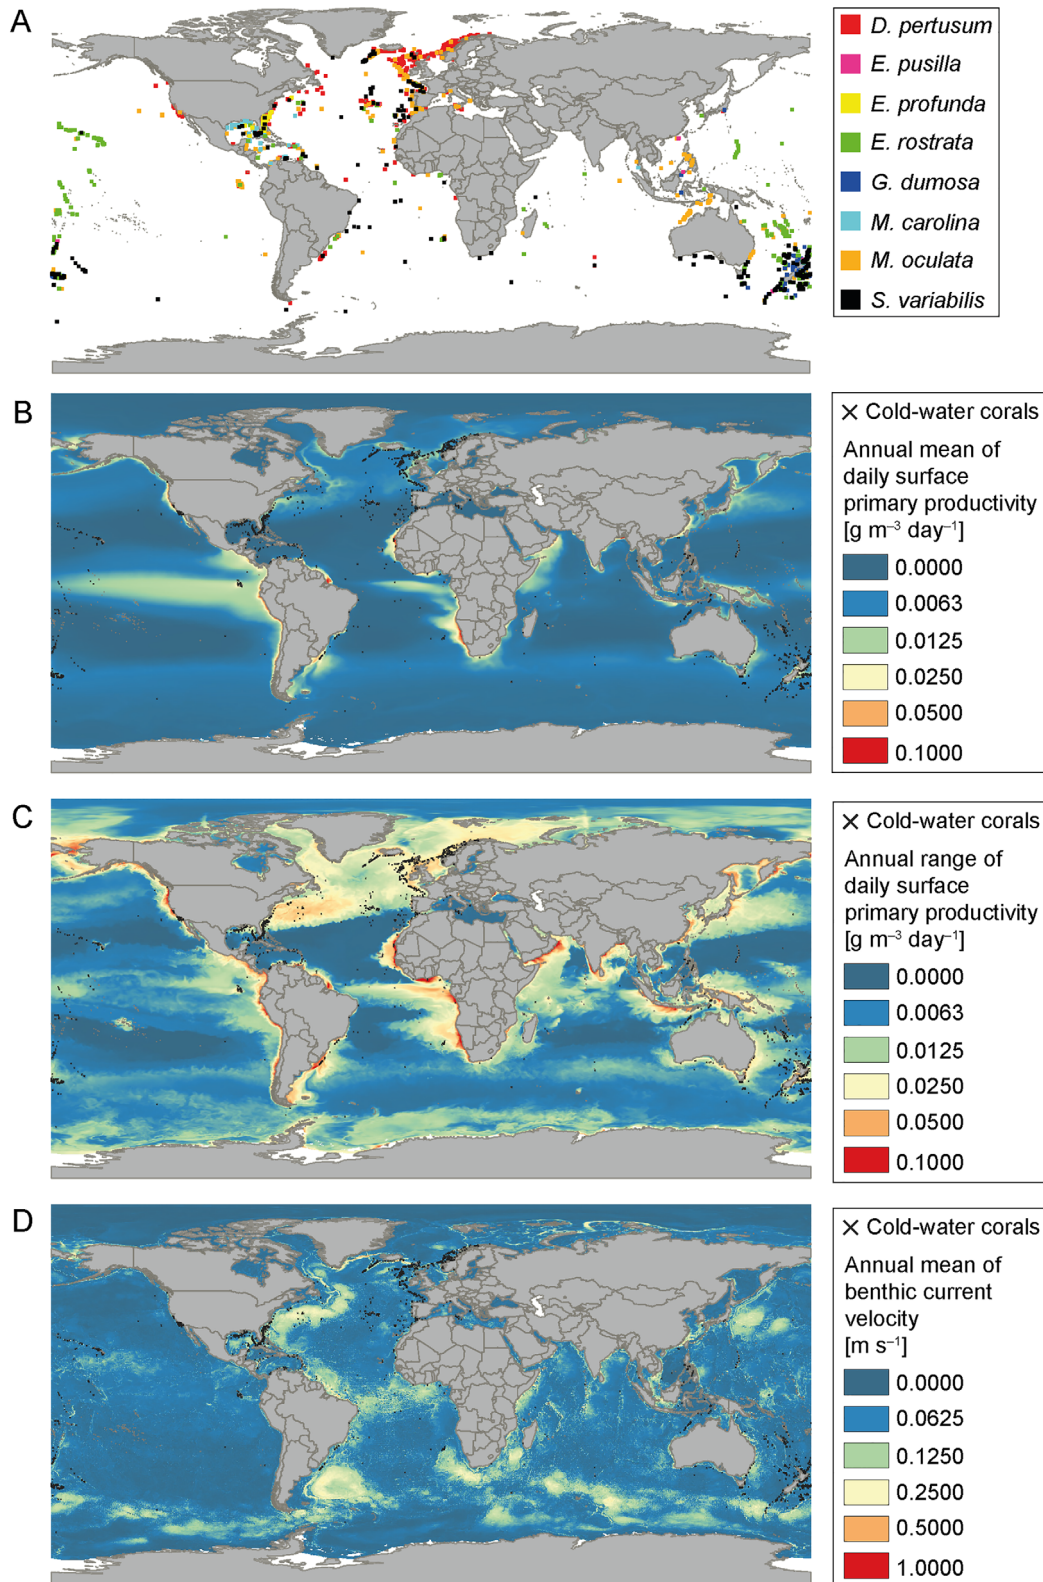 A
D. pertusum
E. pusilla
E. profunda
E. rostrata
G. dumosa
M. carolina
M. oculata
S. variabilis
B
× Cold-water corals
Annual mean of
daily surface
primary productivity
[g m⁻³ day⁻¹]
0.0000
0.0063
0.0125
0.0250
0.0500
0.1000
C
× Cold-water corals
Annual range of
daily surface
primary productivity
[g m⁻³ day⁻¹]
0.0000
0.0063
0.0125
0.0250
0.0500
0.1000
D
× Cold-water corals
Annual mean of
benthic current
velocity
[m s⁻¹]
0.0000
0.0625
0.1250
0.2500
0.5000
1.0000